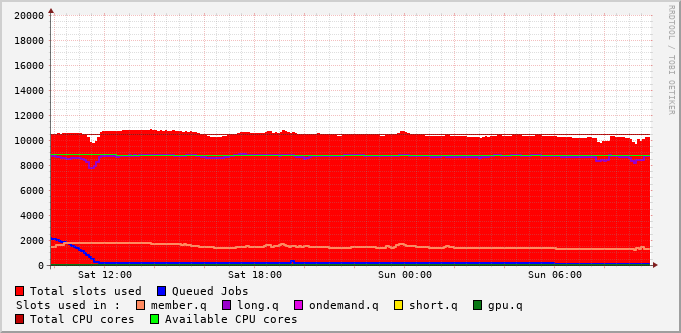 RRDTOOL / TOBI OETIKER
20000
18000
16000
14000
12000
10000
8000
6000
4000
2000
0
Sat 12:00 Sat 18:00 Sun 00:00 Sun 06:00
Total slots used Queued Jobs
Slots used in : member.q long.q ondemand.q short.q gpu.q
Total CPU cores Available CPU cores